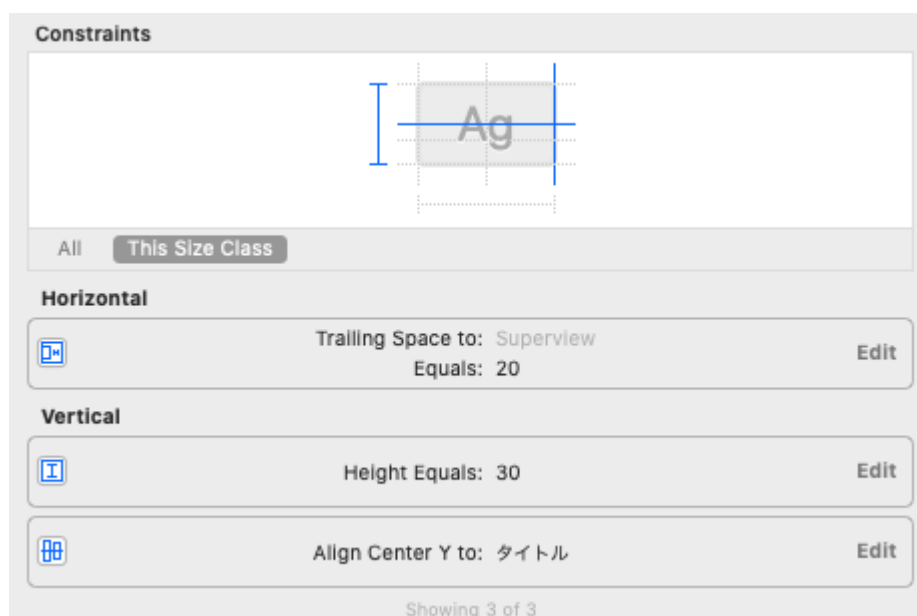 Constraints
Ag
All This Size Class
Horizontal
Trailing Space to: Superview
Equals: 20
Edit
Vertical
Height Equals: 30
Edit
Align Center Y to: タイトル
Edit
Showing 3 of 3